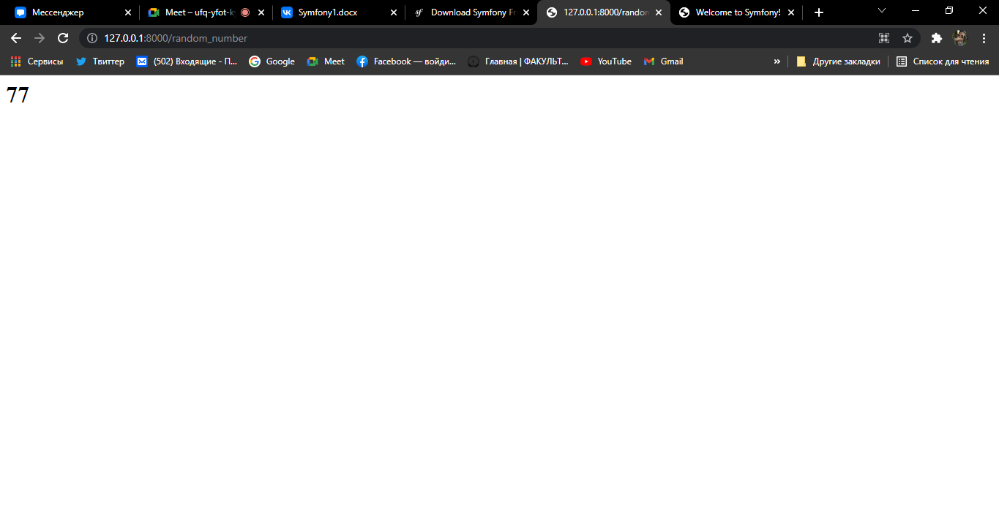 Мессенджер
Meet – ufq-yfot-k
Symfony1.docx
sf Download Symfony Fr
127.0.0.1:8000/random
Welcome to Symfony!
127.0.0.1:8000/random_number
Сервисы Твиттер (502) Входящие - П... Google Meet Facebook — войди... Главная | ФАКУЛЬТ... YouTube Gmail » Другие закладки Список для чтения
77